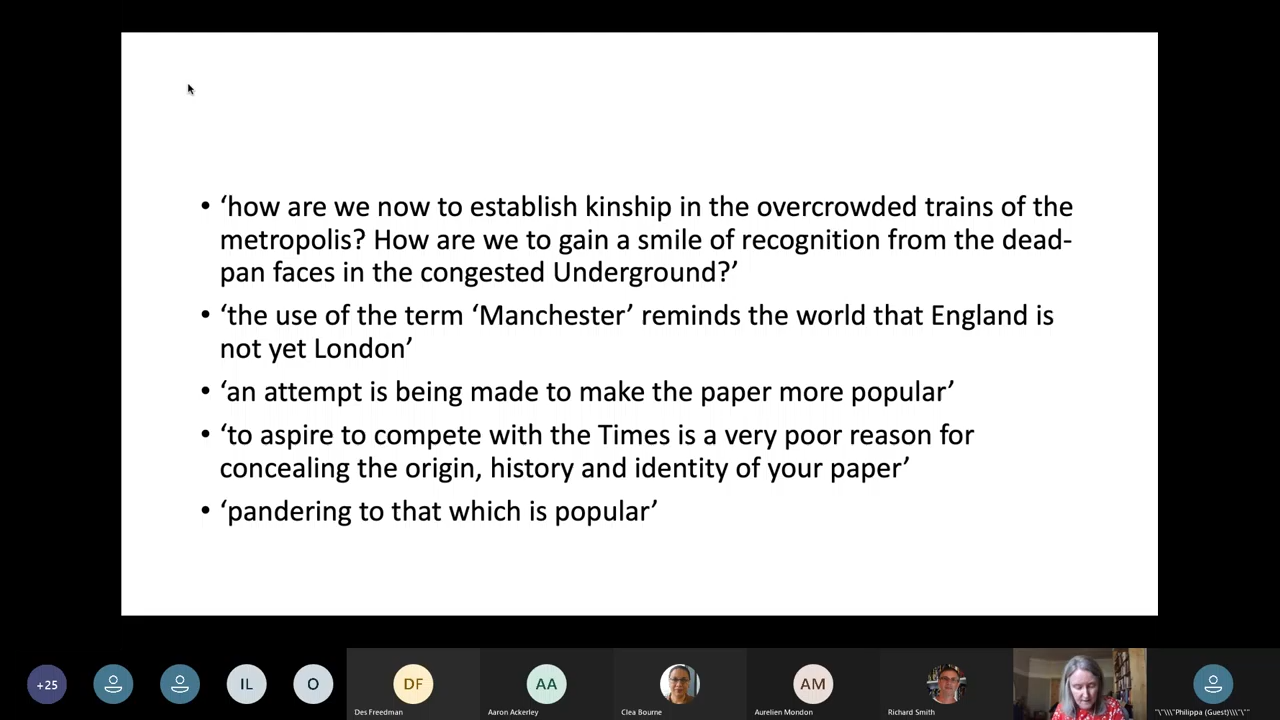 • ‘how are we now to establish kinship in the overcrowded trains of the
metropolis? How are we to gain a smile of recognition from the dead-
pan faces in the congested Underground?’
• ‘the use of the term ‘Manchester’ reminds the world that England is
not yet London’
• ‘an attempt is being made to make the paper more popular’
• ‘to aspire to compete with the Times is a very poor reason for
concealing the origin, history and identity of your paper’
• ‘pandering to that which is popular’
+25
IL
O
DF
AA
AM
Des Freedman
Aaron Ackerley
Clea Bourne
Aurelien Mondon
Richard Smith
"\"\\\"Philippa (Guest)\\\"\""